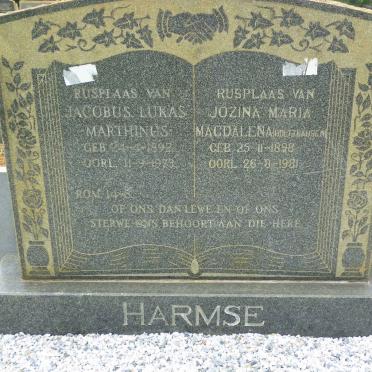 RUSPLAAS VAN
JACOBUS LUKAS
MARTHINUS
GEB. 24-4-1892
OORL. 11-9-1973
RUSPLAAS VAN
JOZINA MARIA
MAGDALENA
GEB. 25-11-1898
OORL. 26-8-1981
ROM. 14:8
OF ONS DAN LEWE EN OF ONS
STERWE ONS BEHOORT AAN DIE HERE
HARMSE